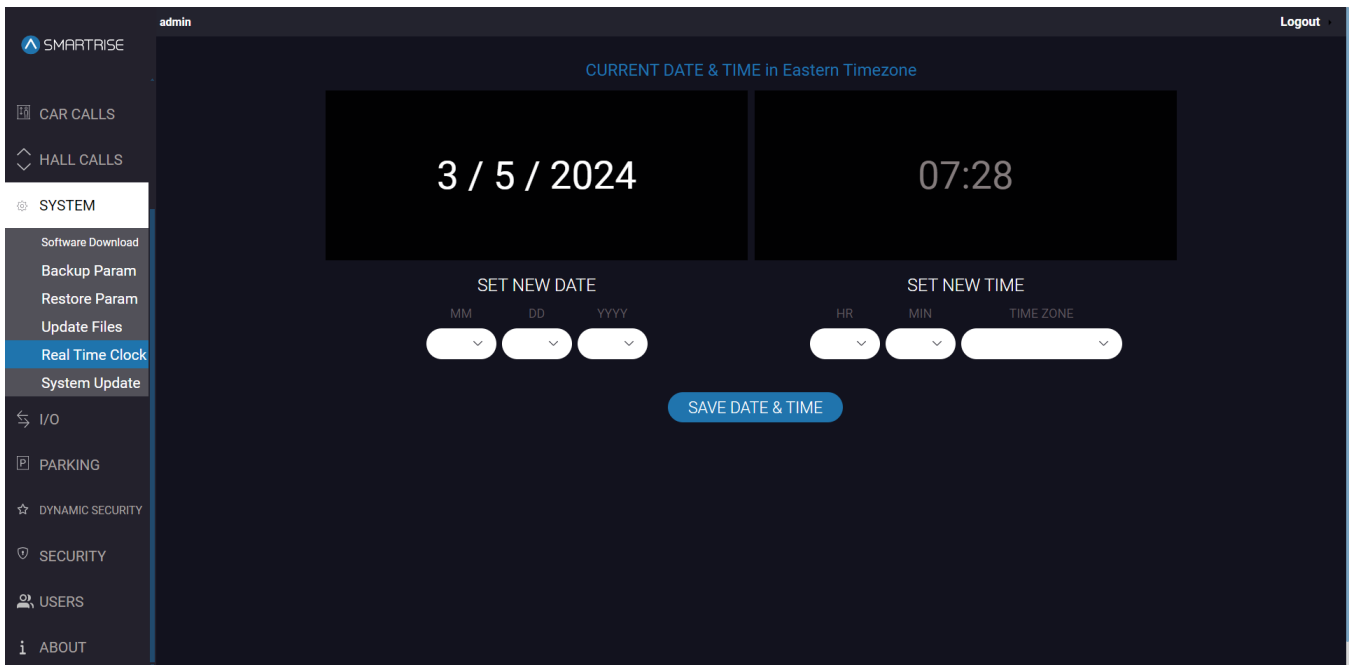 SMARTRISE
admin
Logout
CAR CALLS
HALL CALLS
SYSTEM
Software Download
Backup Param
Restore Param
Update Files
Real Time Clock
System Update
I/O
P PARKING
DYNAMIC SECURITY
SECURITY
USERS
i ABOUT
CURRENT DATE & TIME in Eastern Timezone
3 / 5 / 2024
07:28
SET NEW DATE
MM DD YYYY
SET NEW TIME
HR MIN TIME ZONE
SAVE DATE & TIME